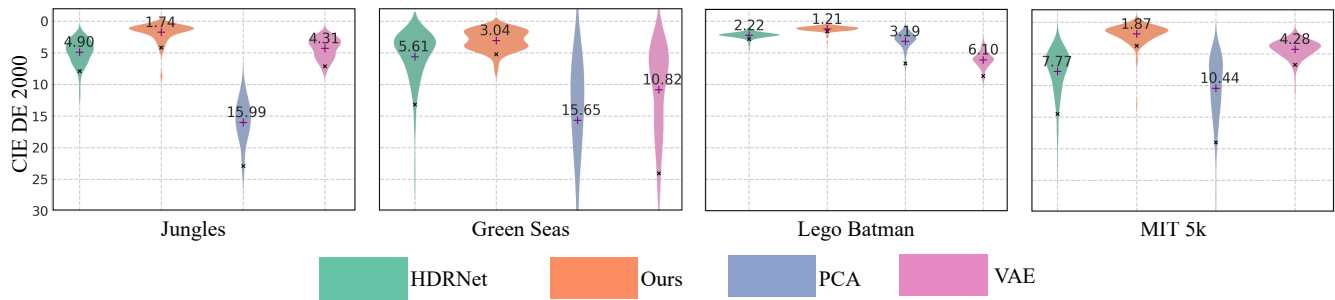 CIE DE 2000
0
5
10
15
20
25
30
4.90
1.74
15.99
4.31
5.61
3.04
15.65
10.82
2.22
1.21
3.19
6.10
7.77
1.87
10.44
4.28
Jungles
Green Seas
Lego Batman
MIT 5k
HDRNet
Ours
PCA
VAE